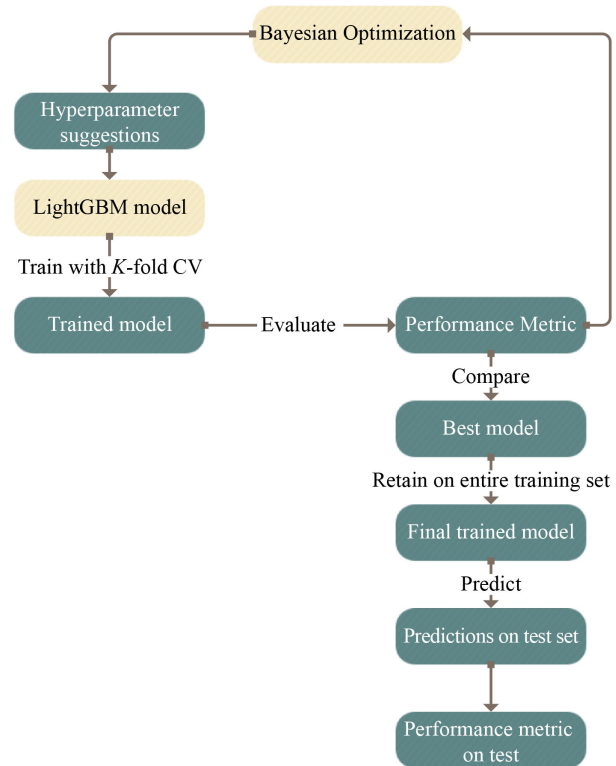 Bayesian Optimization
Hyperparameter
suggestions
LightGBM model
Train with K-fold CV
Trained model
Evaluate
Performance Metric
Compare
Best model
Retain on entire training set
Final trained model
Predict
Predictions on test set
Performance metric
on test